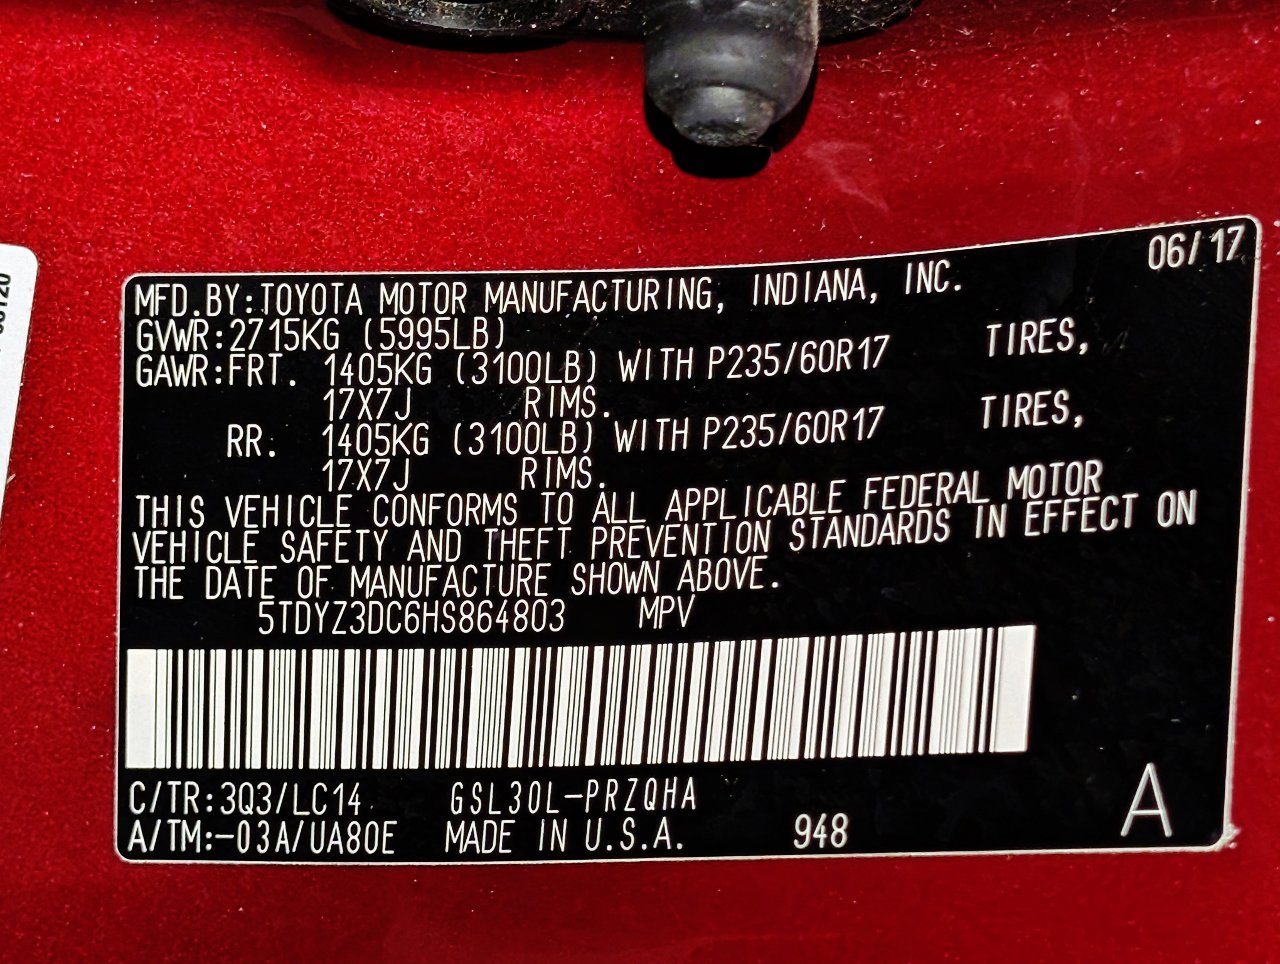 06/17
MFD.BY:TOYOTA MOTOR MANUFACTURING, INDIANA, INC.
GVWR:2715KG (5995LB)
GAWR:FRT. 1405KG (3100LB) WITH P235/60R17 TIRES,
17X7J RIMS.
RR. 1405KG (3100LB) WITH P235/60R17 TIRES,
17X7J RIMS.
THIS VEHICLE CONFORMS TO ALL APPLICABLE FEDERAL MOTOR
VEHICLE SAFETY AND THEFT PREVENTION STANDARDS IN EFFECT ON
THE DATE OF MANUFACTURE SHOWN ABOVE.
5TDYZ3DC6HS864803 MPV
C/TR:3Q3/LC14 GSL30L-PRZQHA
A/TM:-03A/UA80E MADE IN U.S.A. 948 A